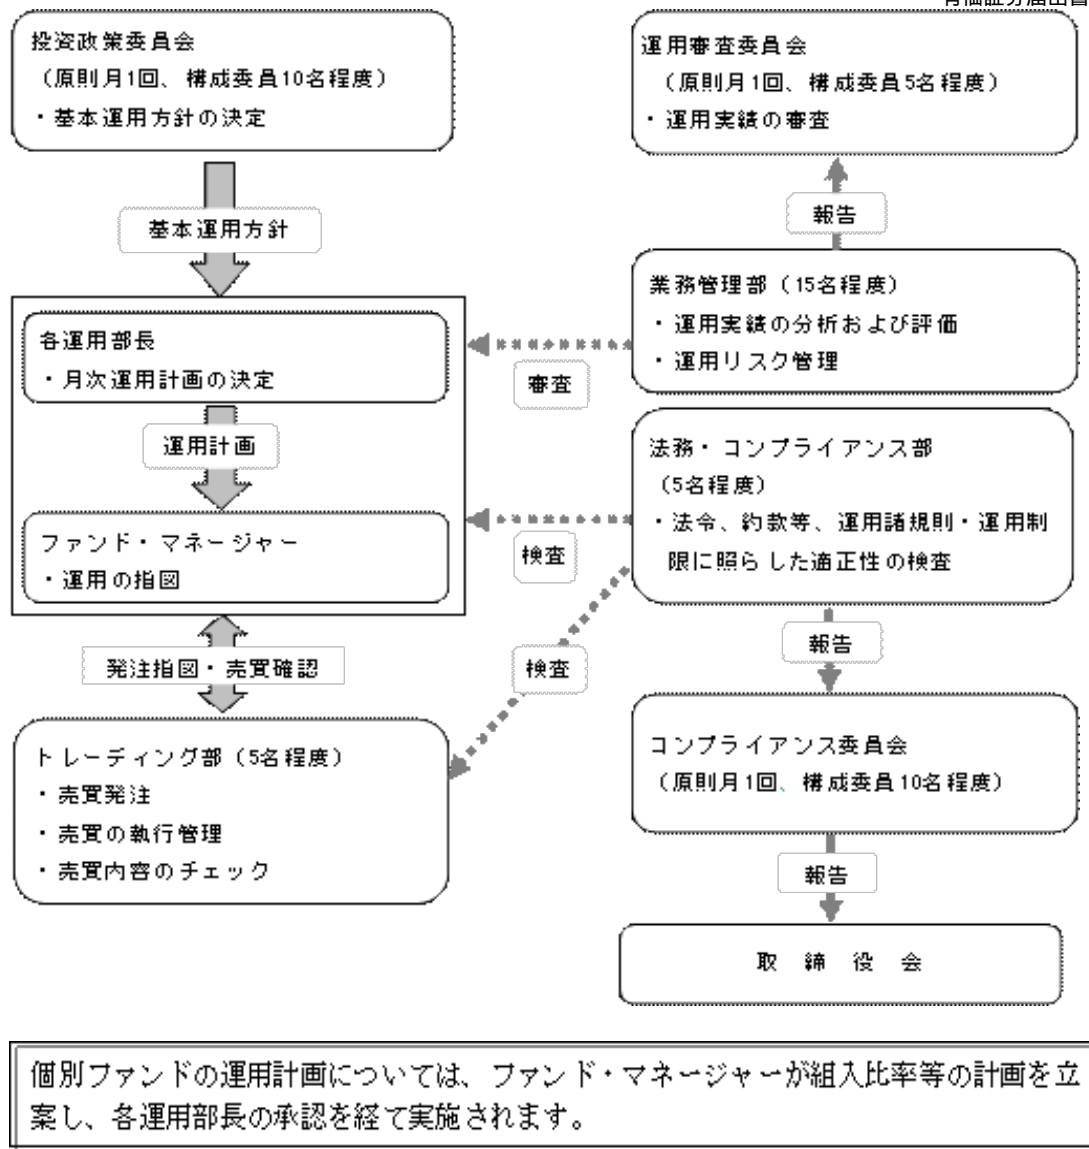 投資政策委員会
（原則月1回、構成委員10名程度）
・基本運用方針の決定
基本運用方針
各運用部長
・月次運用計画の決定
運用計画
ファンド・マネージャー
・運用の指図
発注指図・売買確認
トレーディング部（5名程度）
・売買発注
・売買の執行管理
・売買内容のチェック
運用審査委員会
（原則月1回、構成委員5名程度）
・運用実績の審査
報告
業務管理部（15名程度）
・運用実績の分析および評価
・運用リスク管理
審査
法務・コンプライアンス部
（5名程度）
・法令、約款等、運用諸規則・運用制
限に照らした適正性の検査
検査
検査
報告
コンプライアンス委員会
（原則月1回、構成委員10名程度）
報告
取締役会
個別ファンドの運用計画については、ファンド・マネージャーが組入比率等の計画を立
案し、各運用部長の承認を経て実施されます。